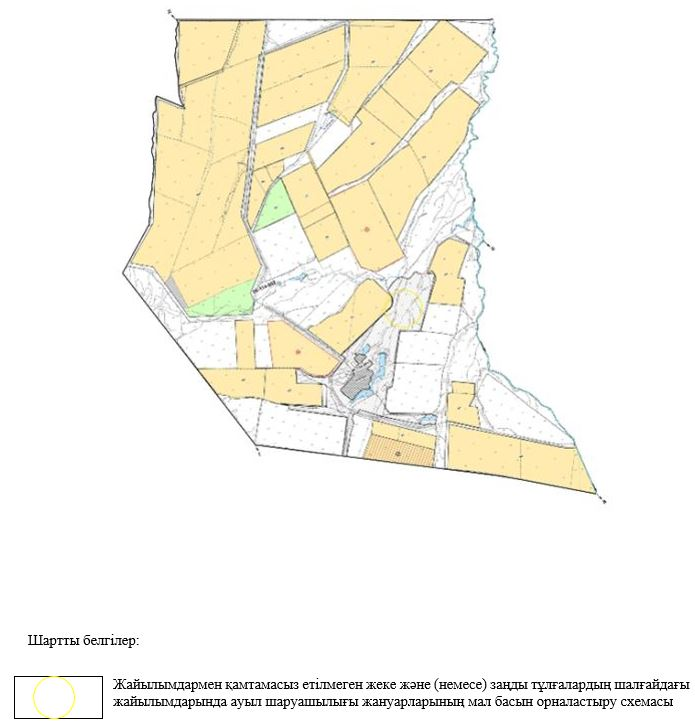 Шартты белгілер:
Жайылымдармен қамтамасыз етілмеген жеке және (немесе) заңды тұлғалардың шалғайдағы
жайылымдарында ауыл шаруашылығы жануарларының мал басын орналастыру схемасы